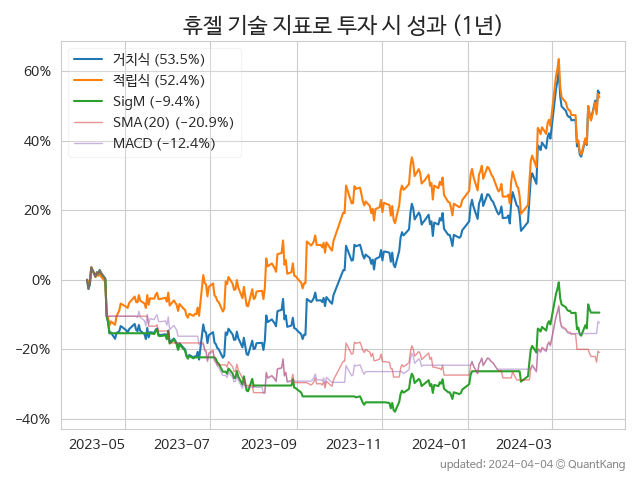 휴젤 기술 지표로 투자 시 성과 (1년)
거치식 (53.5%)
적립식 (52.4%)
SigM (−9.4%)
SMA(20) (−20.9%)
MACD (−12.4%)
60%
40%
20%
0%
−20%
−40%
2023-05
2023-07
2023-09
2023-11
2024-01
2024-03
updated: 2024-04-04 ⓒ QuantKang